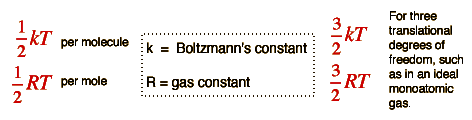 1/2 kT per molecule
1/2 RT per mole
k = Boltzmann's constant
R = gas constant
3/2 kT
3/2 RT
For three
translational
degrees of
freedom, such
as in an ideal
monoatomic
gas.